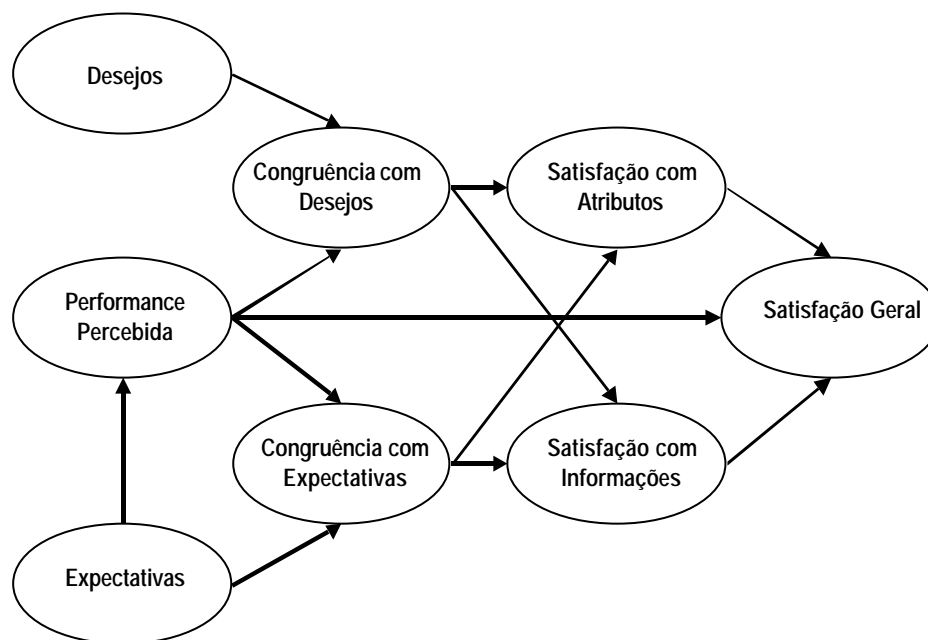 Desejos
Congruência com
Desejos
Satisfação com
Atributos
Performance
Percebida
Satisfação Geral
Congruência com
Expectativas
Satisfação com
Informações
Expectativas